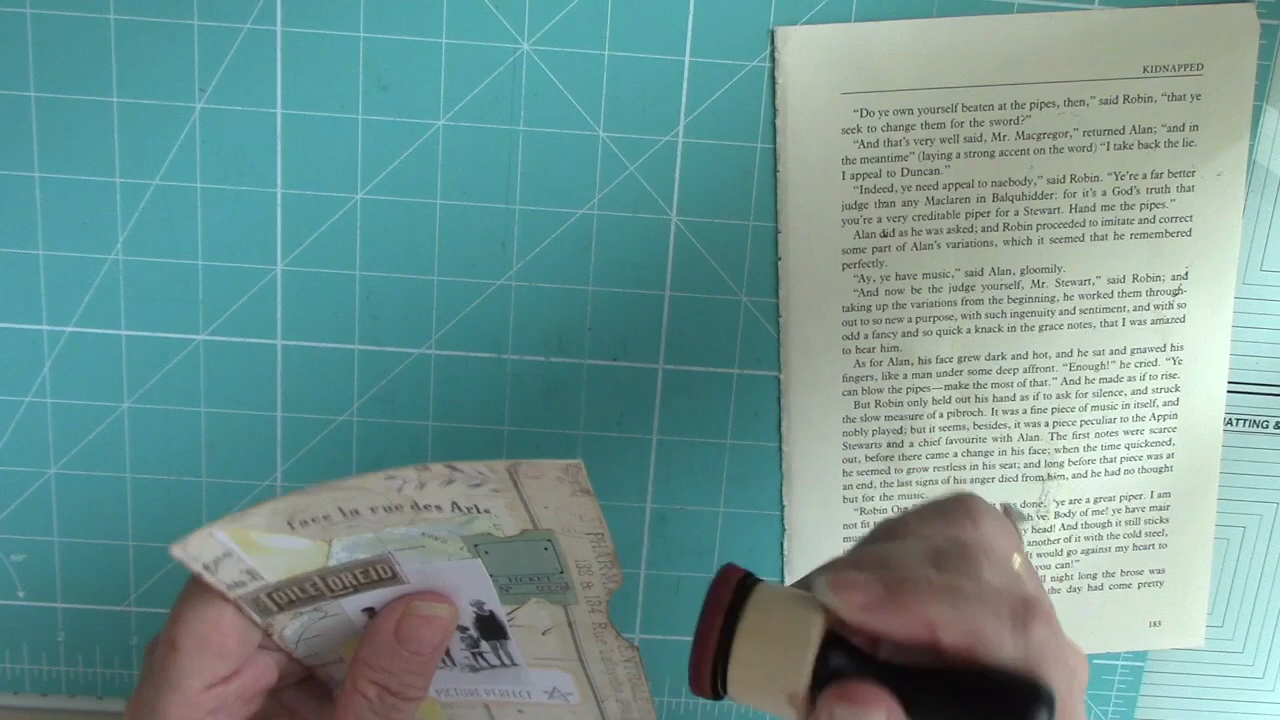 KIDNAPPED
“Do ye own yourself beaten at the pipes, then,” said Robin, “that ye
seek to change them for the sword?”
“And that’s very well said, Mr. Macgregor,” returned Alan; “and in
the meantime” (laying a strong accent on the word) “I take back the lie.
I appeal to Duncan.”
“Indeed, ye need appeal to naebody,” said Robin. “Ye’re a far better
judge than any Maclaren in Balquhidder: for it’s a God’s truth that
you’re a very creditable piper for a Stewart. Hand me the pipes.”
Alan did as he was asked; and Robin proceeded to imitate and correct
some part of Alan’s variations, which it seemed that he remembered
perfectly.
“Ay, ye have music,” said Alan, gloomily.
“And now be the judge yourself, Mr. Stewart,” said Robin; and
taking up the variations from the beginning, he worked them through-
out to so new a purpose, with such ingenuity and sentiment, and with so
odd a fancy and so quick a knack in the grace notes, that I was amazed
to hear him.
As for Alan, his face grew dark and hot, and he sat and gnawed his
fingers, like a man under some deep affront. “Enough!” he cried. “Ye
can blow the pipes—make the most of that.” And he made as if to rise.
But Robin only held out his hand as if to ask for silence, and struck
the slow measure of a pibroch. It was a fine piece of music in itself, and
nobly played; but it seems, besides, it was a piece peculiar to the Appin
Stewarts and a chief favourite with Alan. The first notes were scarce
out, before there came a change in his face; when the time quickened,
he seemed to grow restless in his seat; and long before that piece was at
an end, the last signs of his anger died from him, and he had no thought
but for the music.
“Robin Oig done, ‘ye are a great piper. I am
not fit ve. Body of me! ye have mair
head! And though it still sticks
another of it with the cold steel,
would go against my heart to
you can!”
night long the brose was
the day had come pretty
183
face la rue des Arts
TOILE LOREID
TICKET
N° 0320
PICTURE PERFECT
PHARM
132 & 134 Rue
ATTING &